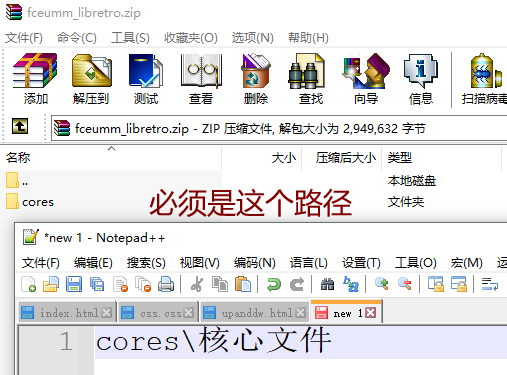 fceumm_libretro.zip
文件(F) 命令(C) 工具(S) 收藏夹(O) 选项(N) 帮助(H)
添加 解压到 测试 查看 删除 查找 向导 信息 扫描病毒
fceumm_libretro.zip - ZIP 压缩文件, 解包大小为 2,949,632 字节
名称 大小 压缩后大小 类型
.. 本地磁盘
cores 文件夹
必须是这个路径
*new 1 - Notepad++
文件(F) 编辑(E) 搜索(S) 视图(V) 编码(N) 语言(L) 设置(T) 工具(O) 宏(M) 运
index.html css.css upanddw.html new 1
1 cores\核心文件